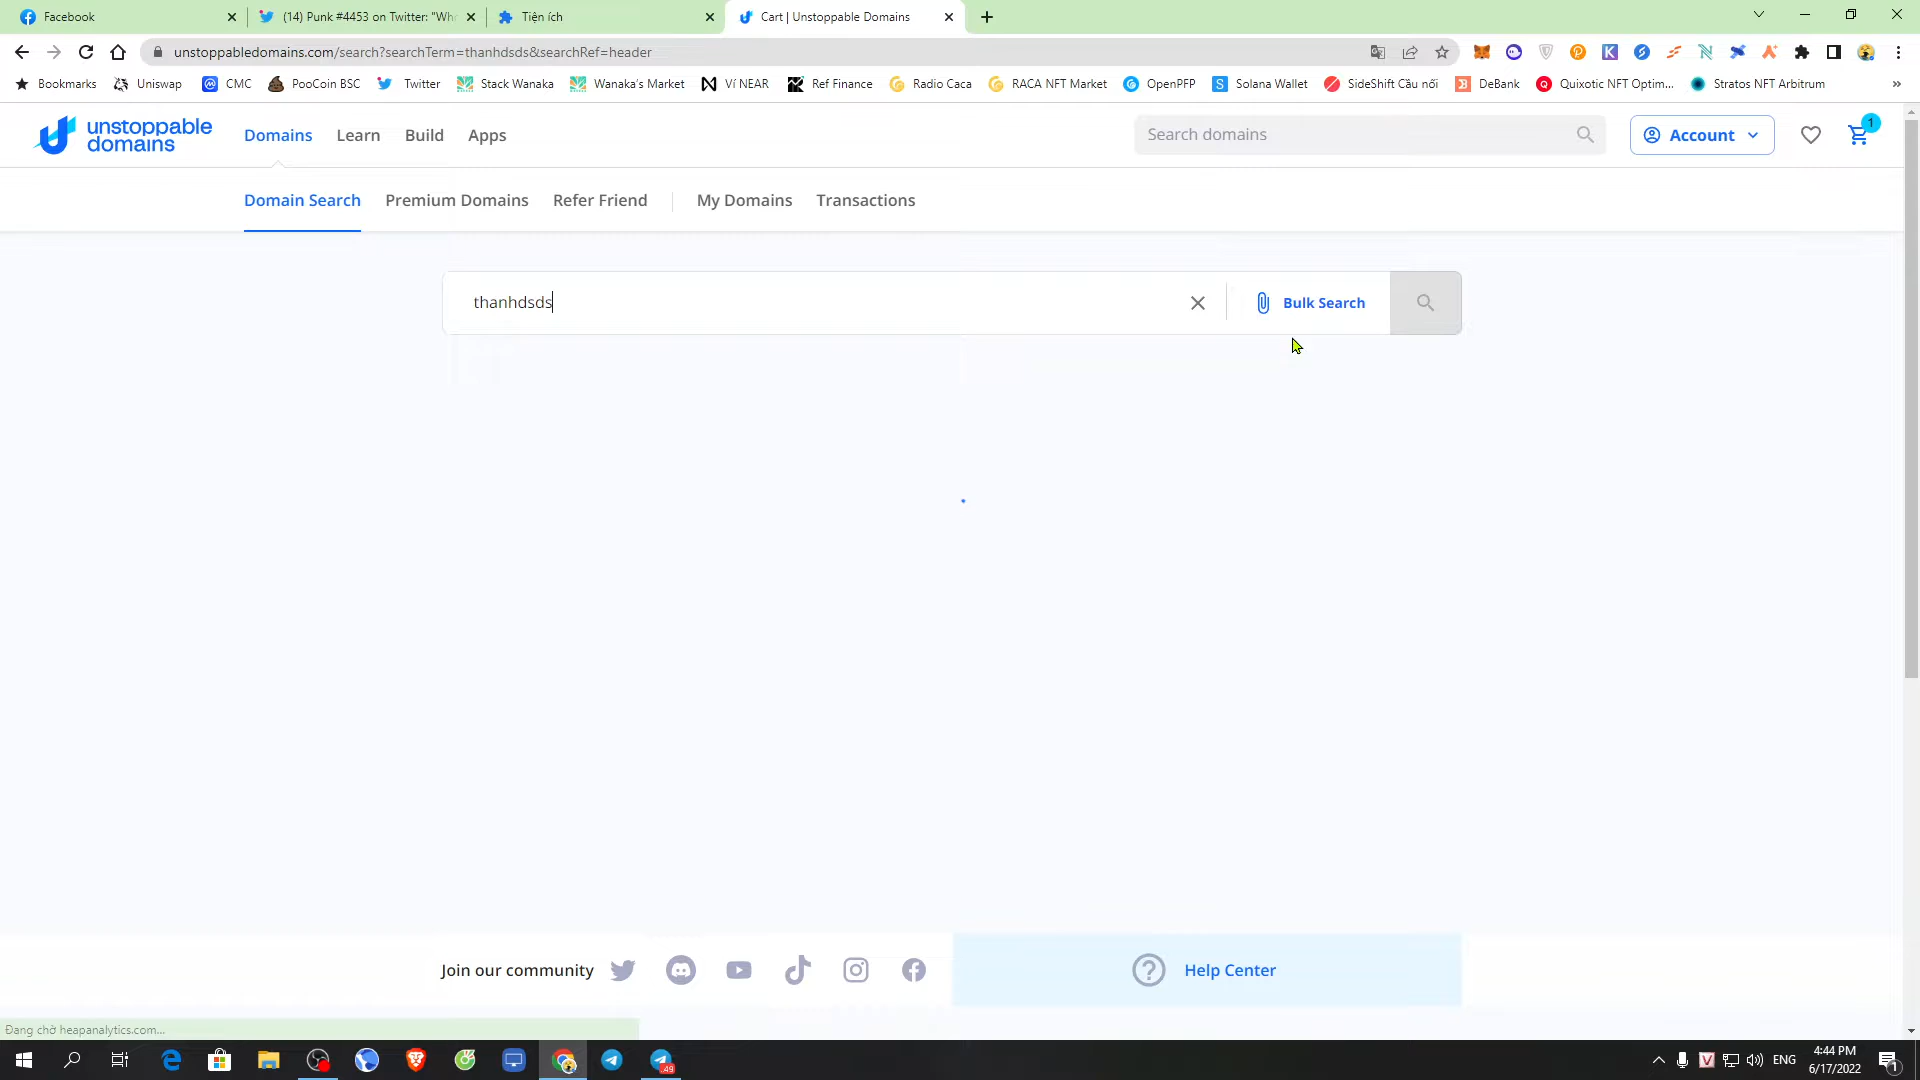 Facebook
(14) Punk #4453 on Twitter: "Whr
Tiện ích
Cart | Unstoppable Domains
unstoppabledomains.com/search?searchTerm=thanhdsds&searchRef=header
Bookmarks
Uniswap
CMC
PooCoin BSC
Twitter
Stack Wanaka
Wanaka's Market
Ví NEAR
Ref Finance
Radio Caca
RACA NFT Market
OpenPFP
Solana Wallet
SideShift Cầu nối
DeBank
Quixotic NFT Optim...
Stratos NFT Arbitrum
»
unstoppable
domains
Domains
Learn
Build
Apps
Search domains
Account
1
Domain Search
Premium Domains
Refer Friend
My Domains
Transactions
thanhdsds
Bulk Search
Join our community
Help Center
Đang chờ heapanalytics.com...
.49
ENG
4:44 PM
6/17/2022
1